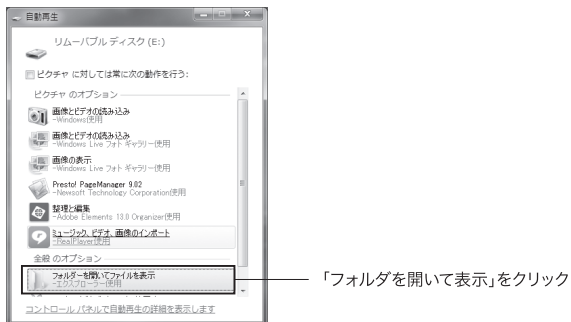 自動再生
リムーバブル ディスク (E:)
ピクチャ に対しては常に次の動作を行う:
ピクチャ のオプション
画像とビデオの読み込み
-Windows使用
画像とビデオの読み込み
-Windows Live フォト ギャラリー使用
画像の表示
-Windows Live フォト ギャラリー使用
Presto! PageManager 9.02
-Newsoft Technology Corporation使用
整理と編集
-Adobe Elements 13.0 Organizer使用
ミュージック、ビデオ、画像のインポート
-RealPlayer使用
全般 のオプション
フォルダーを開いてファイルを表示
-エクスプローラー使用
コントロール パネルで自動再生の詳細を表示します
「フォルダを開いて表示」をクリック